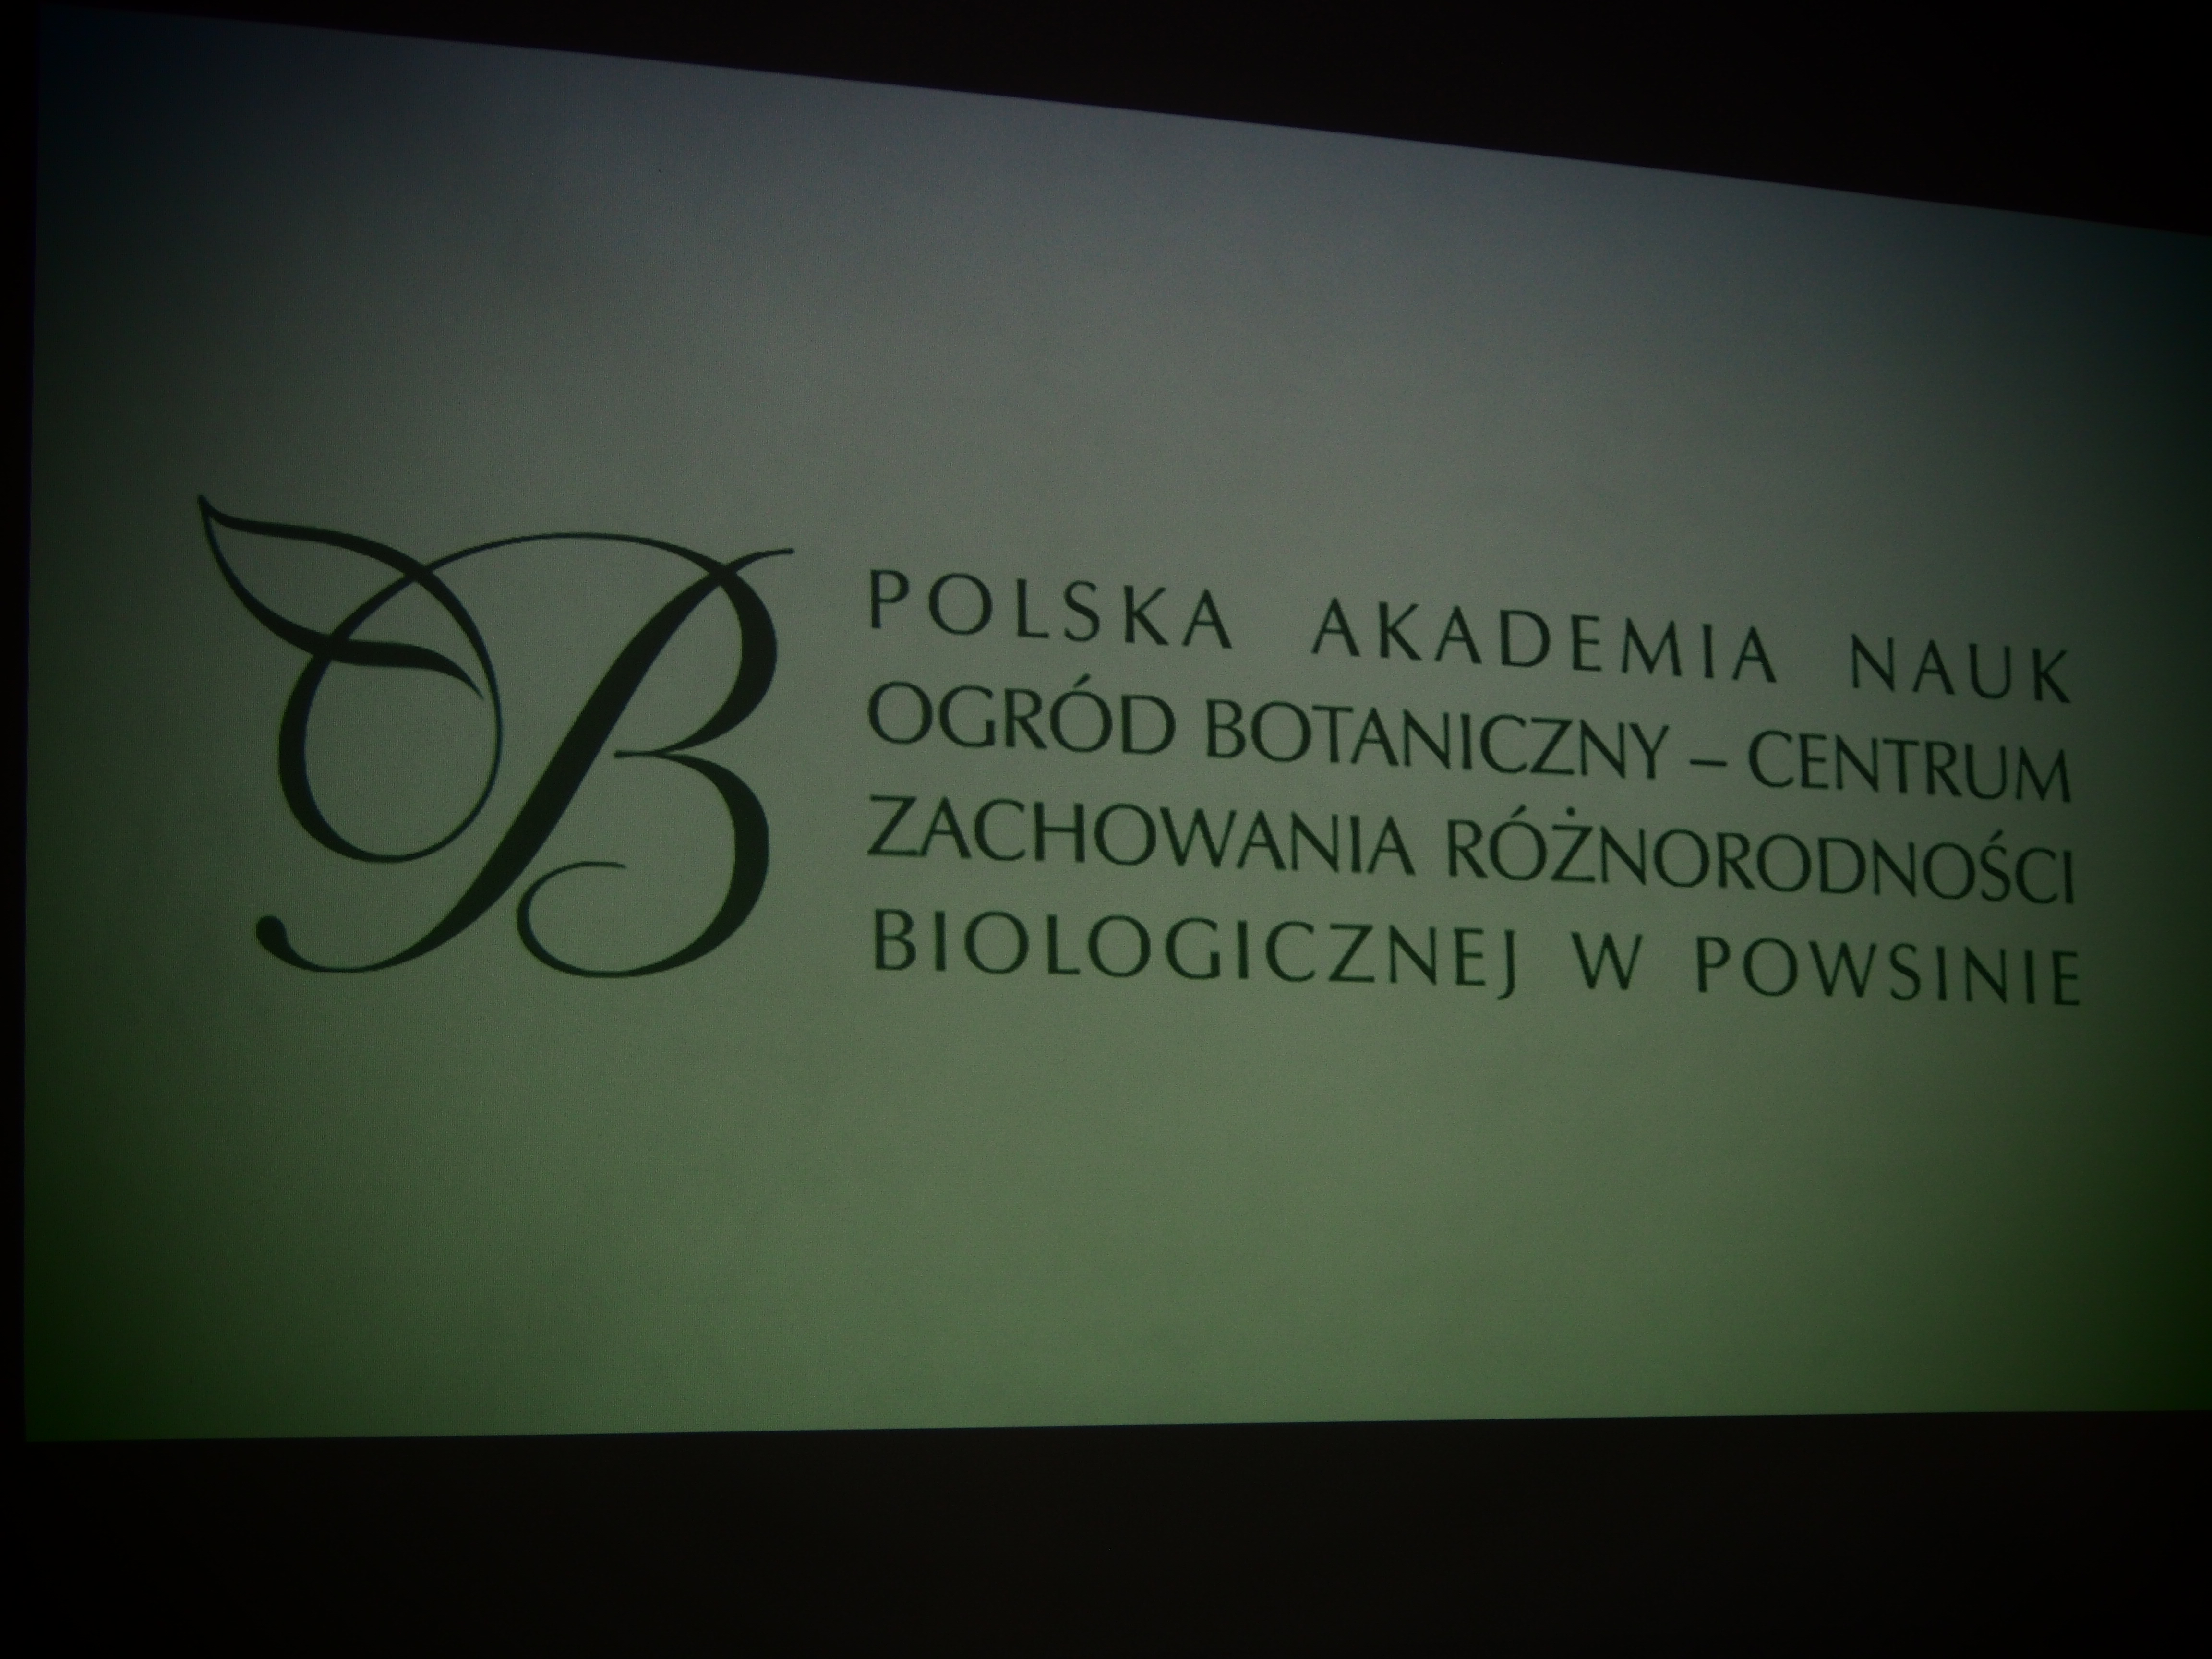 POLSKA AKADEMIA NAUK
OGRÓD BOTANICZNY – CENTRUM
ZACHOWANIA RÓŻNORODNOŚCI
BIOLOGICZNEJ W POWSINIE